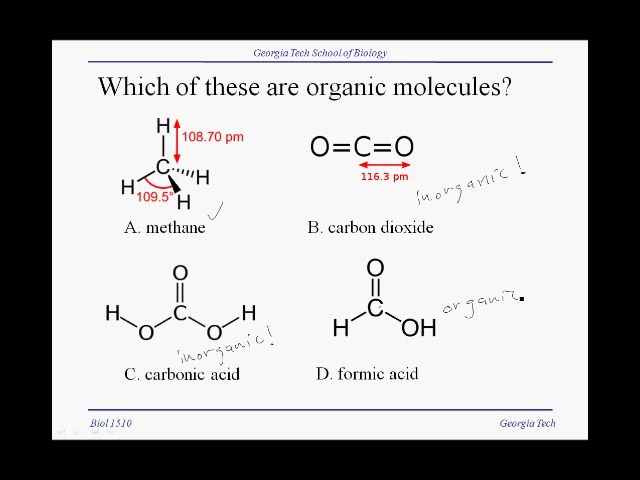 Georgia Tech School of Biology
Which of these are organic molecules?
H
108.70 pm
C
H
H
H
109.5°
A. methane ✓
O=C=O
116.3 pm
inorganic!
B. carbon dioxide
O
H
C
H
O
O
inorganic!
C. carbonic acid
O
C
H
OH
organic.
D. formic acid
Biol 1510
Georgia Tech